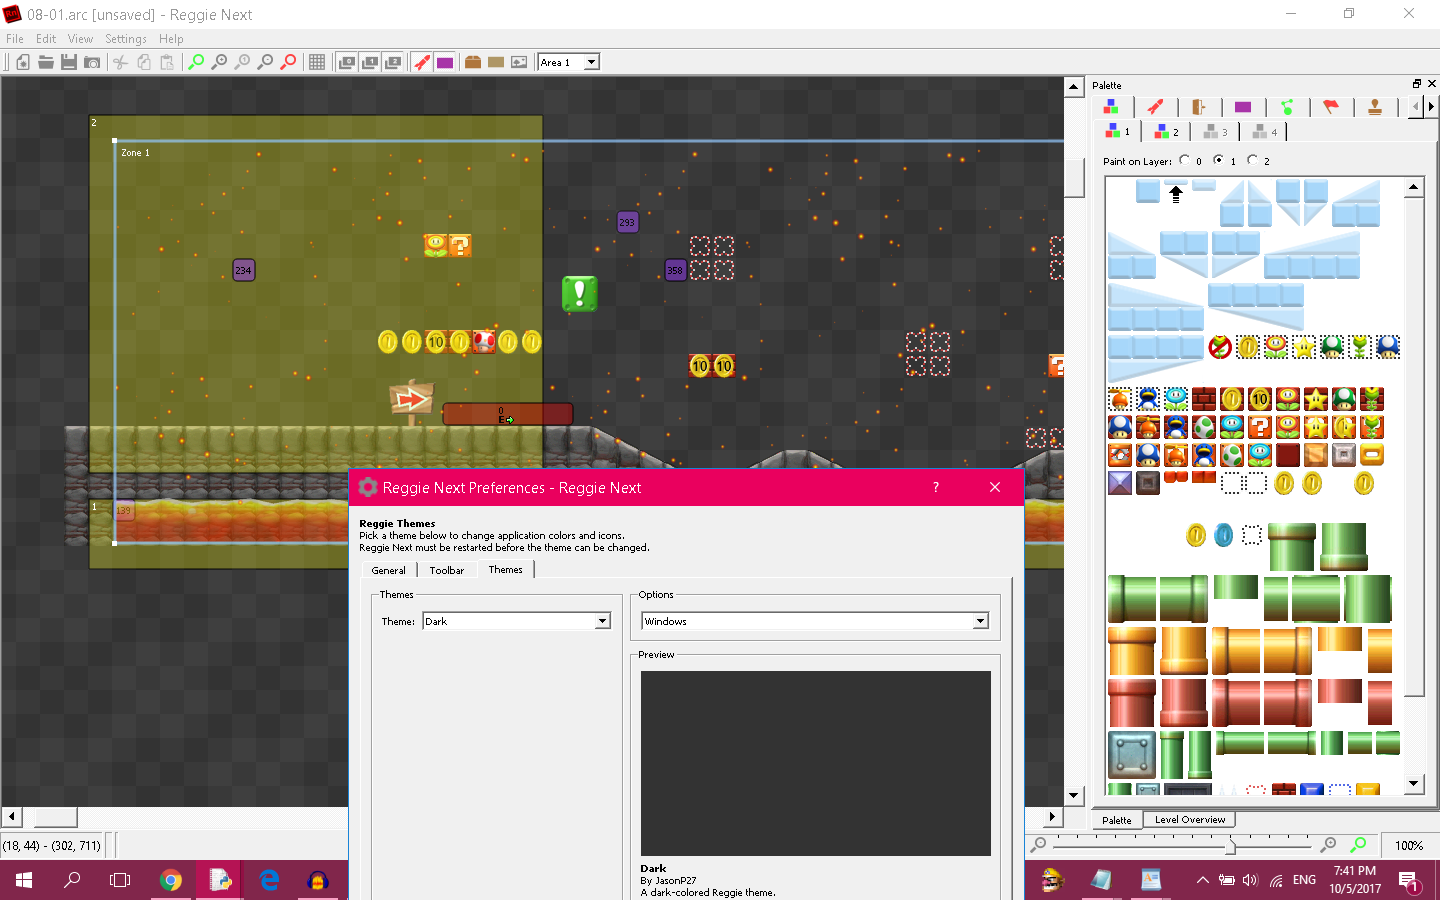 08-01.arc [unsaved] - Reggie Next
File Edit View Settings Help
Area 1
2
Zone 1
234
293
358
10
10 10
0
E
1
139
Palette
1 2 3 4
Paint on Layer: 0 1 2
10
Reggie Next Preferences - Reggie Next
?
Reggie Themes
Pick a theme below to change application colors and icons.
Reggie Next must be restarted before the theme can be changed.
General Toolbar Themes
Themes
Theme: Dark
Options
Windows
Preview
Dark
By JasonP27
A dark-colored Reggie theme.
Palette Level Overview
(18, 44) - (302, 711)
100%
ENG
7:41 PM
10/5/2017
1